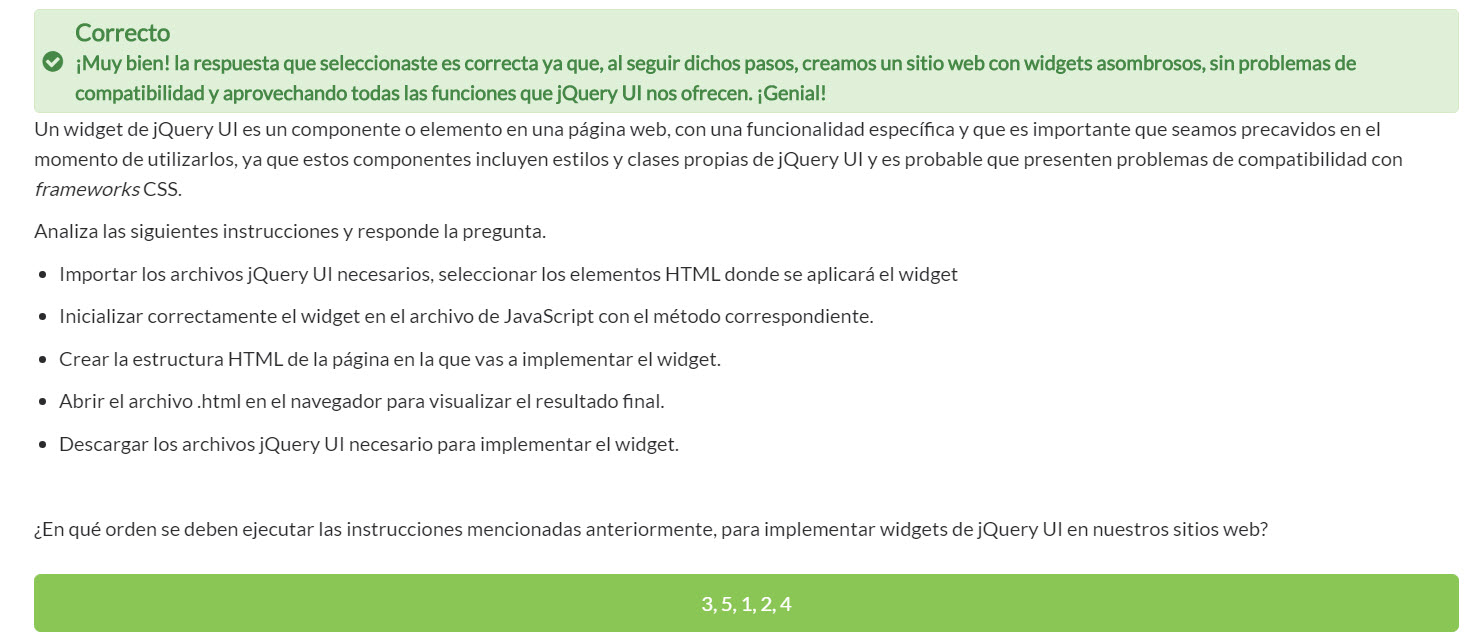 Correcto
¡Muy bien! la respuesta que seleccionaste es correcta ya que, al seguir dichos pasos, creamos un sitio web con widgets asombrosos, sin problemas de
compatibilidad y aprovechando todas las funciones que jQuery UI nos ofrecen. ¡Genial!
Un widget de jQuery UI es un componente o elemento en una página web, con una funcionalidad específica y que es importante que seamos precavidos en el
momento de utilizarlos, ya que estos componentes incluyen estilos y clases propias de jQuery UI y es probable que presenten problemas de compatibilidad con
frameworks CSS.
Analiza las siguientes instrucciones y responde la pregunta.
• Importar los archivos jQuery UI necesarios, seleccionar los elementos HTML donde se aplicará el widget
• Inicializar correctamente el widget en el archivo de JavaScript con el método correspondiente.
• Crear la estructura HTML de la página en la que vas a implementar el widget.
• Abrir el archivo .html en el navegador para visualizar el resultado final.
• Descargar los archivos jQuery UI necesario para implementar el widget.
¿En qué orden se deben ejecutar las instrucciones mencionadas anteriormente, para implementar widgets de jQuery UI en nuestros sitios web?
3, 5, 1, 2, 4